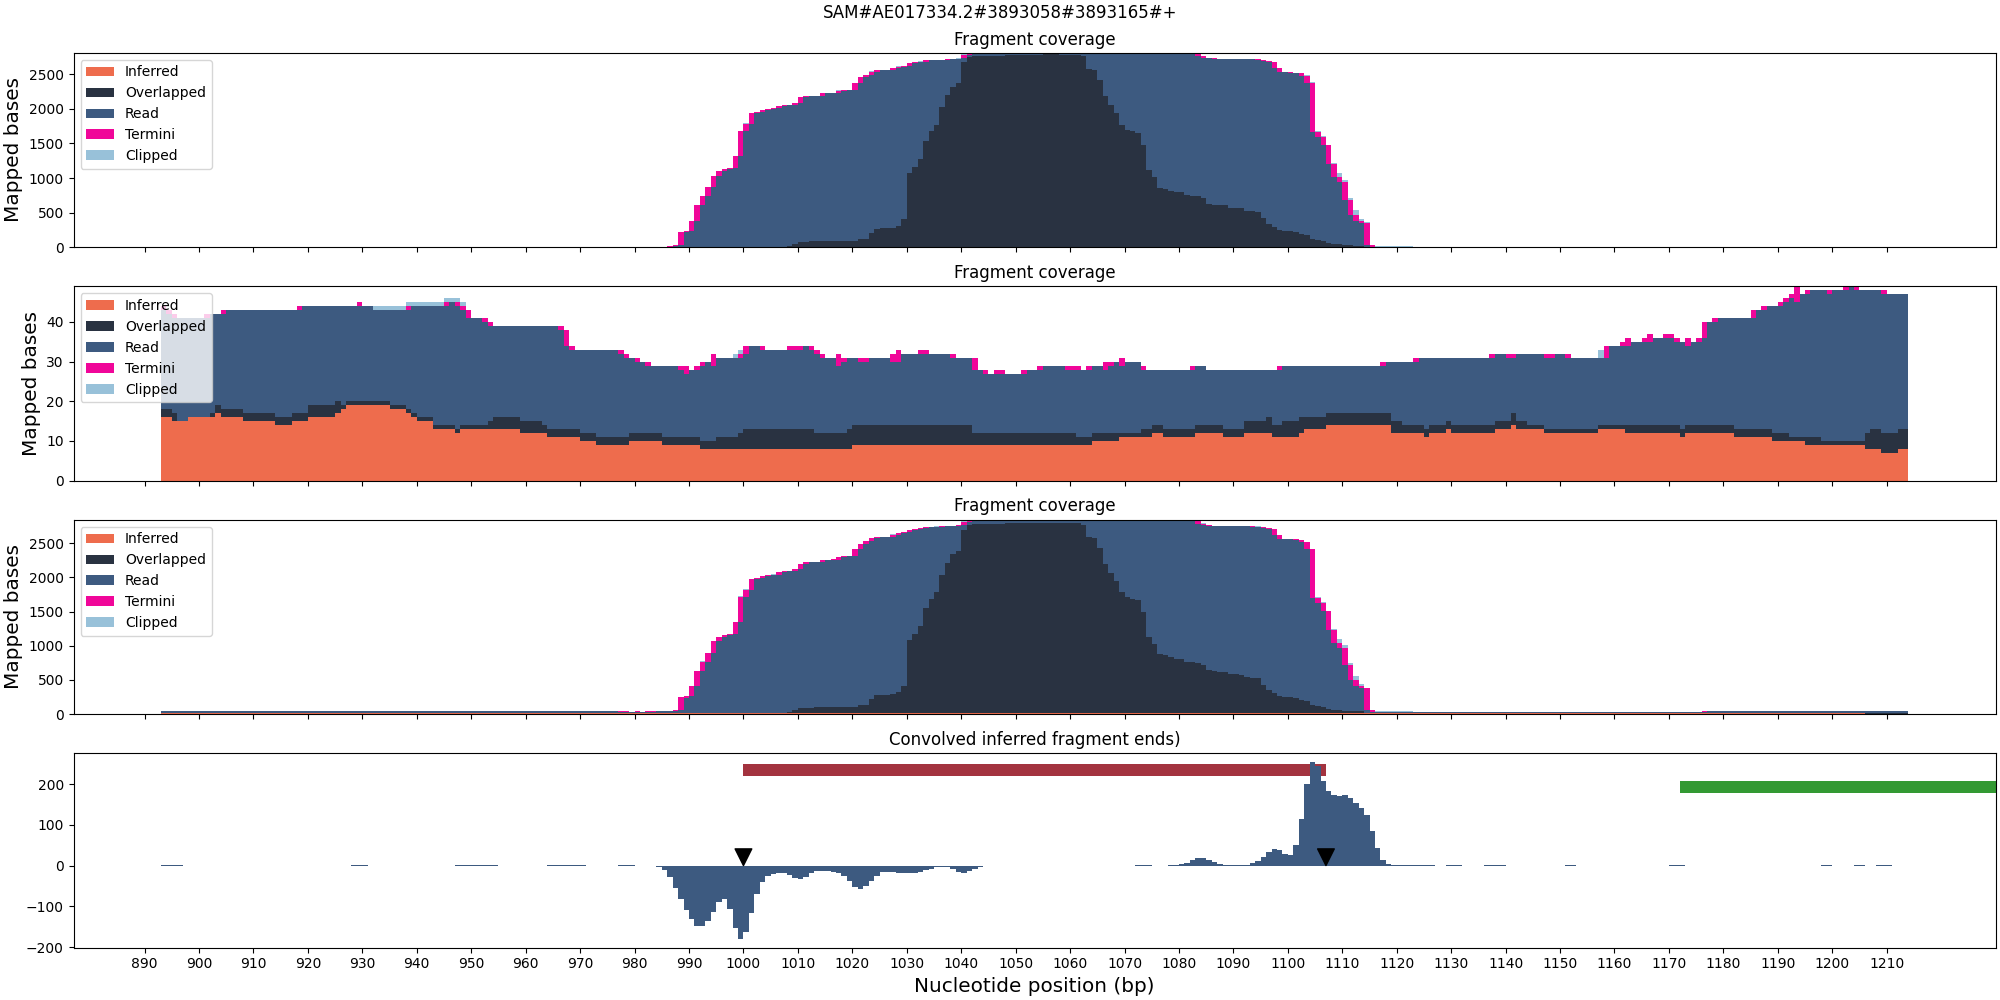 SAM#AE017334.2#3893058#3893165#+
Fragment coverage
Mapped bases
2500
2000
1500
1000
500
0
Inferred
Overlapped
Read
Termini
Clipped
Fragment coverage
Mapped bases
40
30
20
10
0
Inferred
Overlapped
Read
Termini
Clipped
Fragment coverage
Mapped bases
2500
2000
1500
1000
500
0
Inferred
Overlapped
Read
Termini
Clipped
Convolved inferred fragment ends)
200
100
0
−100
−200
890 900 910 920 930 940 950 960 970 980 990 1000 1010 1020 1030 1040 1050 1060 1070 1080 1090 1100 1110 1120 1130 1140 1150 1160 1170 1180 1190 1200 1210
Nucleotide position (bp)